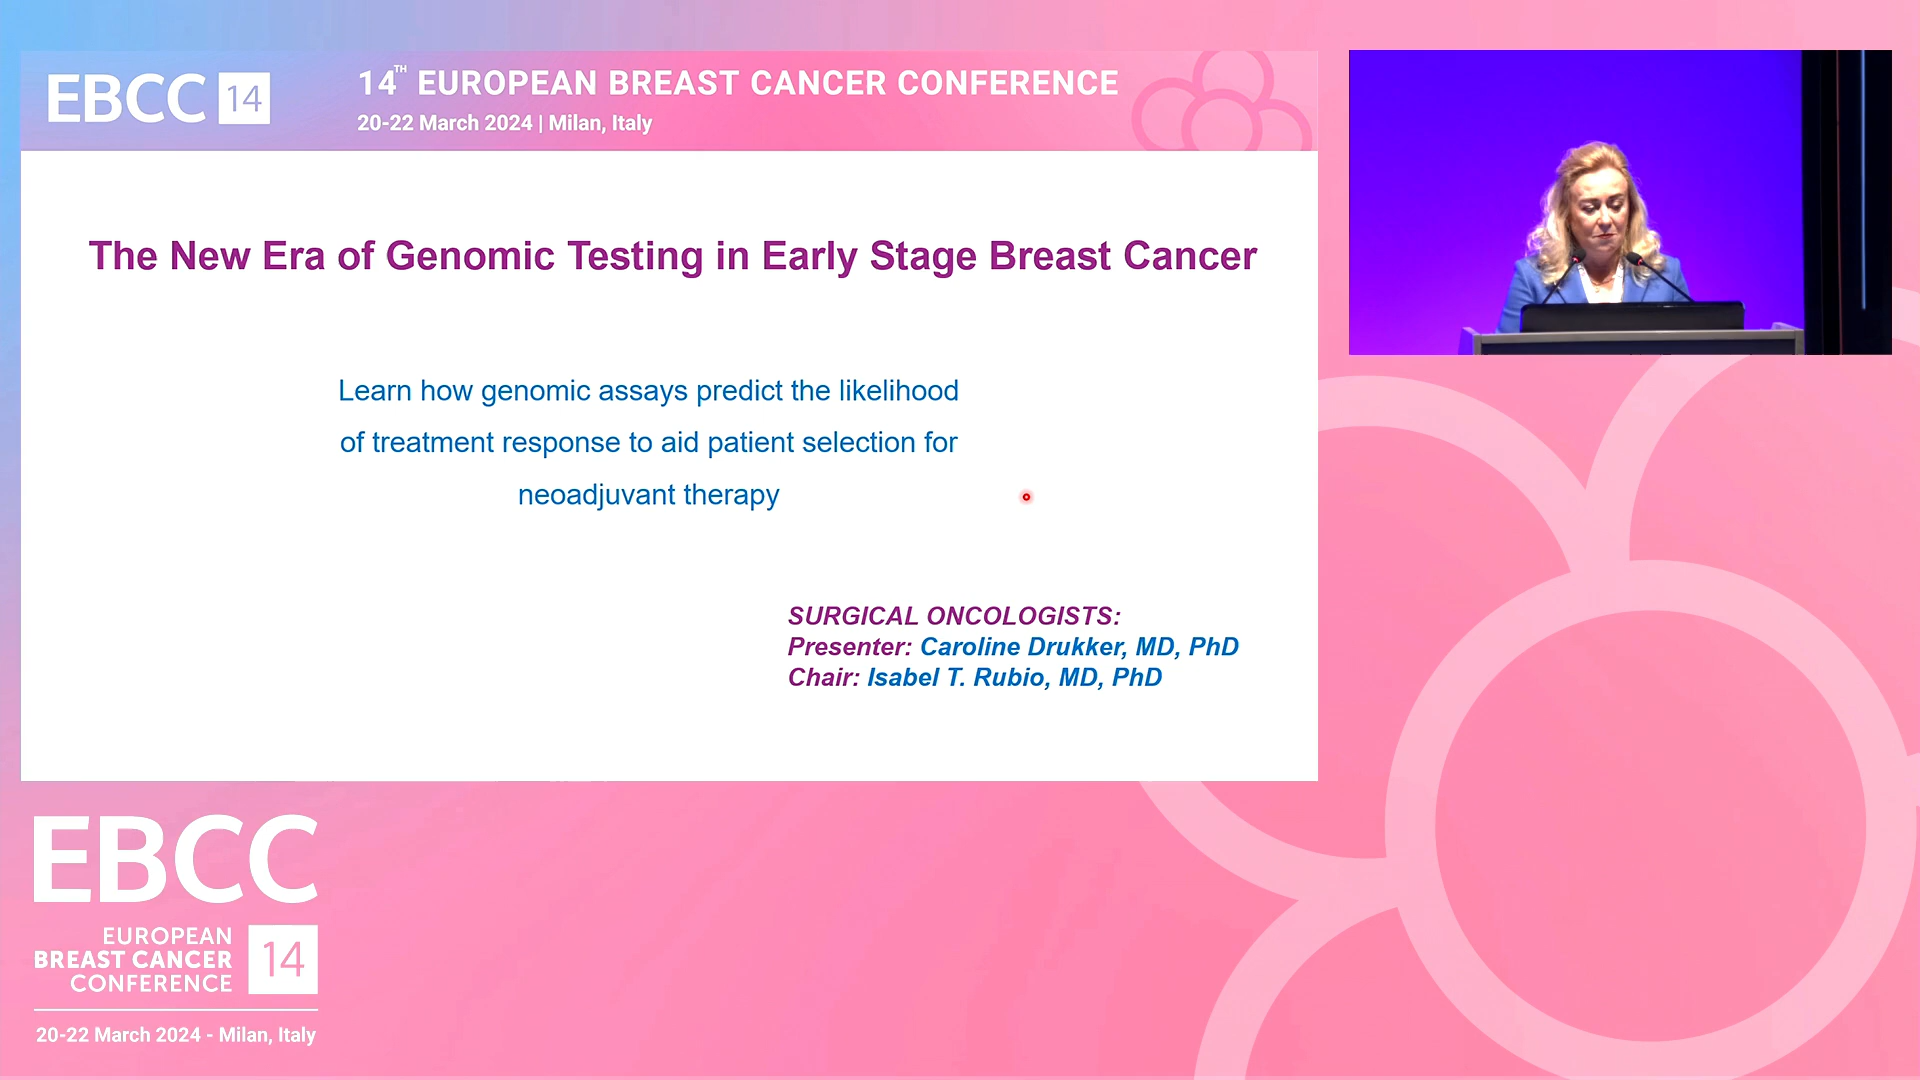 EBCC 14
14TH EUROPEAN BREAST CANCER CONFERENCE
20-22 March 2024 | Milan, Italy
The New Era of Genomic Testing in Early Stage Breast Cancer
Learn how genomic assays predict the likelihood
of treatment response to aid patient selection for
neoadjuvant therapy
SURGICAL ONCOLOGISTS:
Presenter: Caroline Drukker, MD, PhD
Chair: Isabel T. Rubio, MD, PhD
EBCC
EUROPEAN
BREAST CANCER
CONFERENCE
14
20-22 March 2024 - Milan, Italy